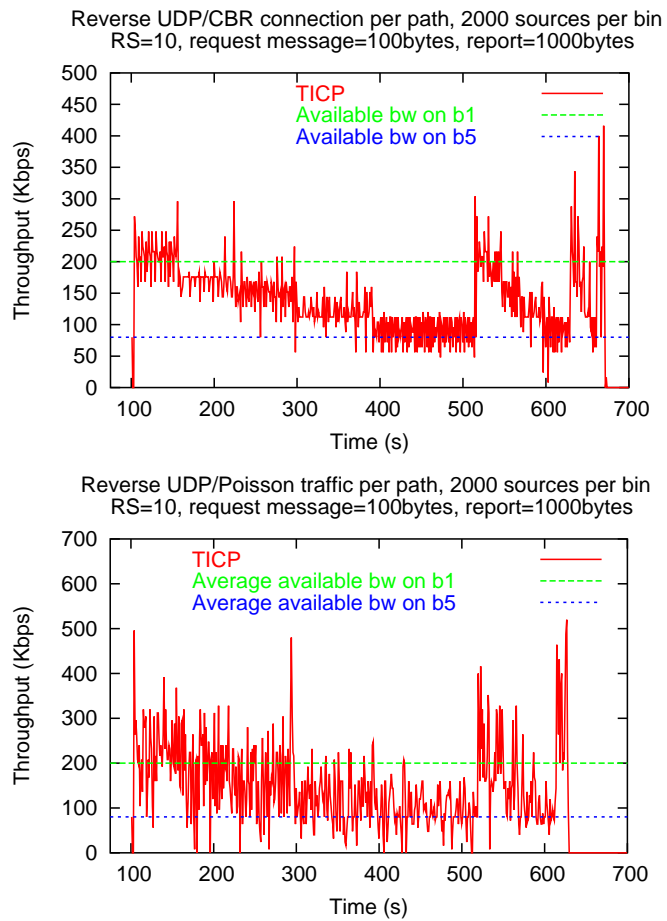 Reverse UDP/CBR connection per path, 2000 sources per bin
RS=10, request message=100bytes, report=1000bytes
500
450
400
350
300
250
200
150
100
50
0
Throughput (Kbps)
TICP
Available bw on b1
Available bw on b5
100 200 300 400 500 600 700
Time (s)
Reverse UDP/Poisson traffic per path, 2000 sources per bin
RS=10, request message=100bytes, report=1000bytes
700
600
500
400
300
200
100
0
Throughput (Kbps)
TICP
Average available bw on b1
Average available bw on b5
100 200 300 400 500 600 700
Time (s)